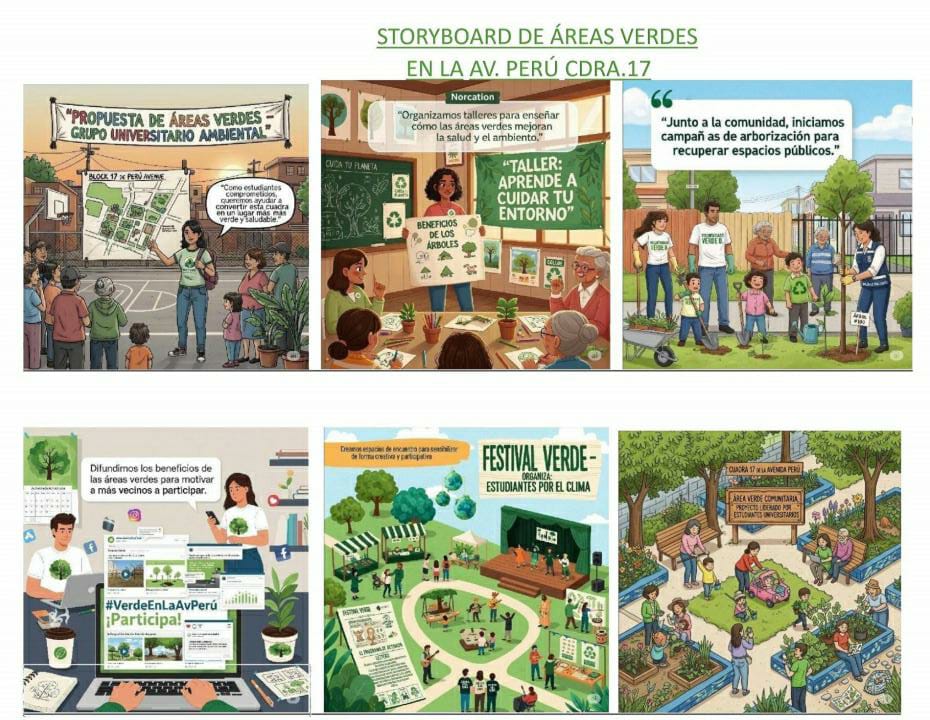 STORYBOARD DE ÁREAS VERDES
EN LA AV. PERÚ CDRA.17
"PROPUESTA DE ÁREAS VERDES –
GRUPO UNIVERSITARIO AMBIENTAL"
BLOCK 17 DE PERÚ AVENUE.
"Como estudiantes
comprometidos,
queremos ayudar a
convertir esta cuadra
en un lugar más más
verde y saludable."
Norcation
"Organizamos talleres para enseñar
cómo las áreas verdes mejoran
la salud y el ambiente."
CUIDA TU PLANETA
"TALLER:
APRENDE A
CUIDAR TU
ENTORNO"
BENEFICIOS
DE LOS
ÁRBOLES
SALUD
"Junto a la comunidad, iniciamos
campañ as de arborización para
recuperar espacios públicos."
Difundimos los beneficios de
las áreas verdes para motivar
a más vecinos a participar.
#VerdeEnLaAvPerú
¡Participa!
Creamos espacios de encuentro para sensibilizar
de forma creativa y participativa
FESTIVAL VERDE –
ORGANIZA:
ESTUDIANTES POR EL CLIMA
FESTIVAL VERDE
CUADRA 17 DE LA AVENIDA PERÚ
ÁREA VERDE COMUNITARIA,
PROYECTO LIDERADO POR
ESTUDIANTES UNIVERSITARIOS